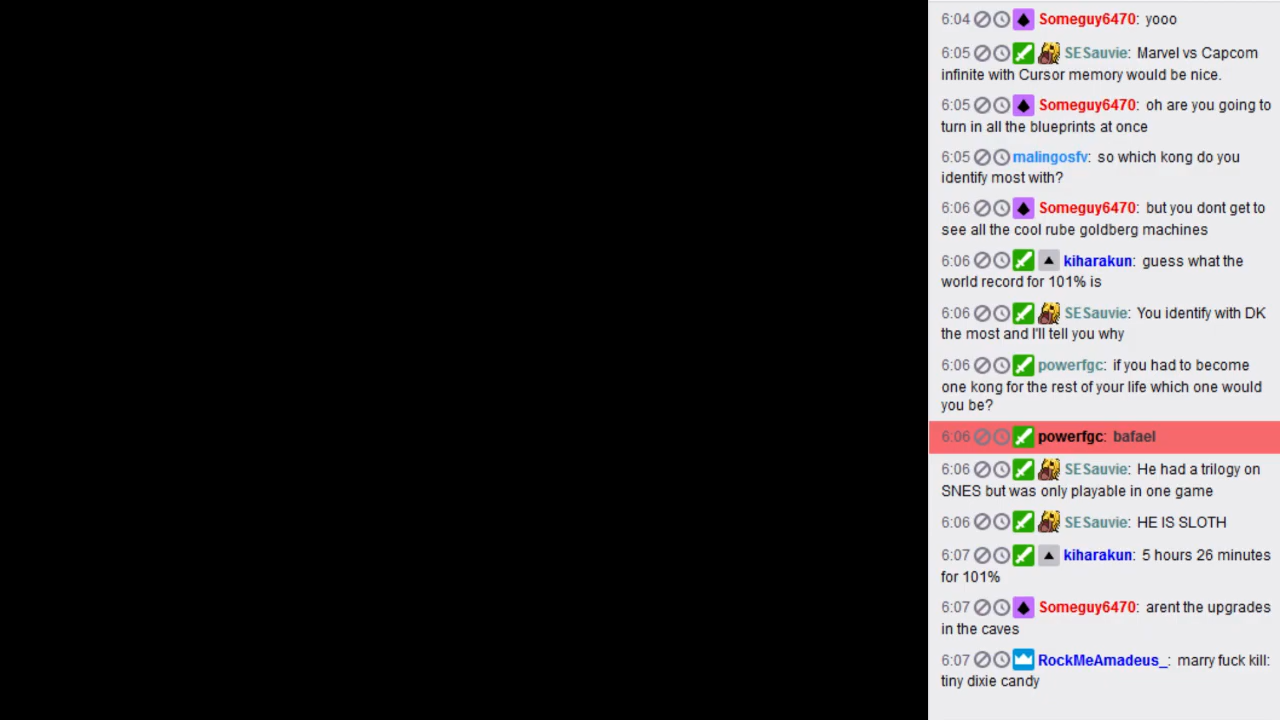 6:04 Someguy6470: yooo
6:05 SESauvie: Marvel vs Capcom
infinite with Cursor memory would be nice.
6:05 Someguy6470: oh are you going to
turn in all the blueprints at once
6:05 malingosfv: so which kong do you
identify most with?
6:06 Someguy6470: but you dont get to
see all the cool rube goldberg machines
6:06 kiharakun: guess what the
world record for 101% is
6:06 SESauvie: You identify with DK
the most and I'll tell you why
6:06 powerfgc: if you had to become
one kong for the rest of your life which one would
you be?
6:06 powerfgc: bafael
6:06 SESauvie: He had a trilogy on
SNES but was only playable in one game
6:06 SESauvie: HE IS SLOTH
6:07 kiharakun: 5 hours 26 minutes
for 101%
6:07 Someguy6470: arent the upgrades
in the caves
6:07 RockMeAmadeus_: marry fuck kill:
tiny dixie candy